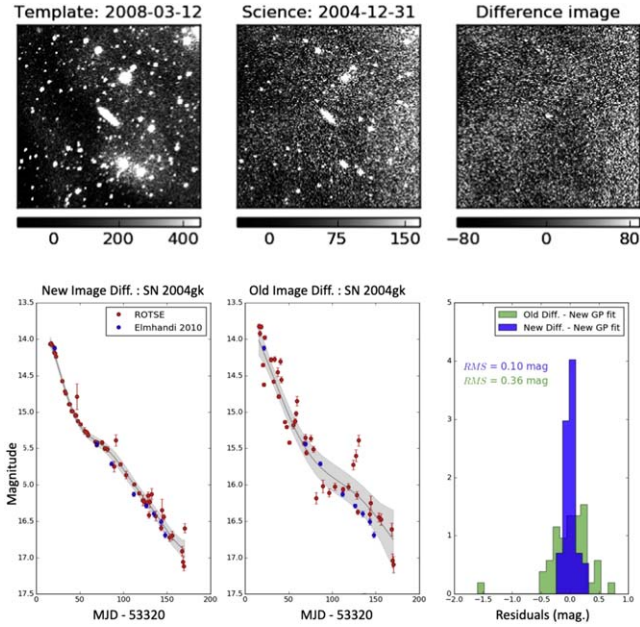 Template: 2008-03-12
Science: 2004-12-31
Difference image
0 200 400
0 75 150
−80 0 80
New Image Diff. : SN 2004gk
Old Image Diff. : SN 2004gk
ROTSE
Elmhandi 2010
Old Diff. - New GP fit
New Diff. - New GP fit
RMS = 0.10 mag
RMS = 0.36 mag
Magnitude
13.5
14.0
14.5
15.0
15.5
16.0
16.5
17.0
17.5
0 50 100 150 200
MJD - 53320
13.5
14.0
14.5
15.0
15.5
16.0
16.5
17.0
17.5
0 50 100 150 200
MJD - 53320
5
4
3
2
1
0
−2.0 −1.5 −1.0 −0.5 0.0 0.5 1.0
Residuals (mag.)